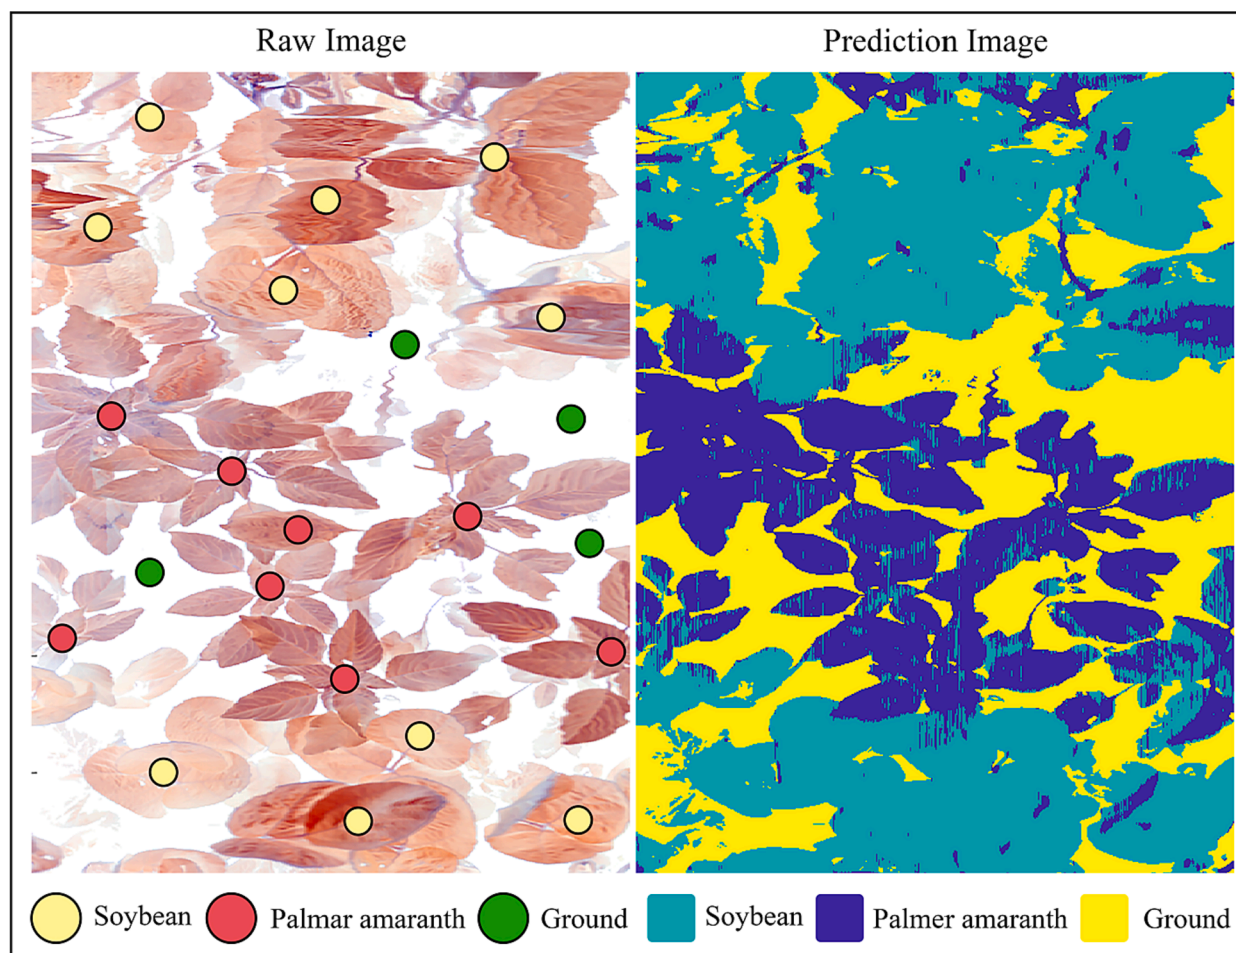 Raw Image
Prediction Image
Soybean
Palmar amaranth
Ground
Soybean
Palmer amaranth
Ground